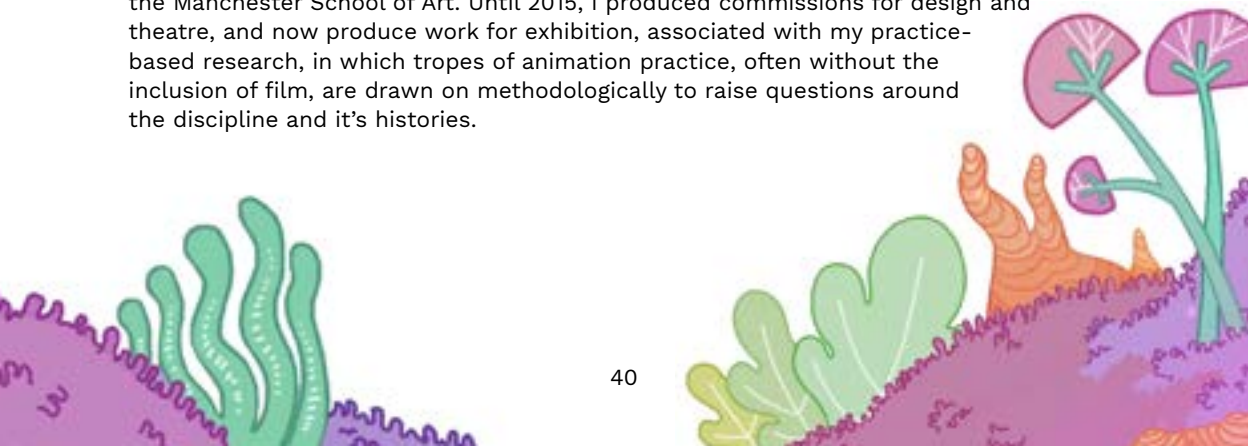 the Manchester School of Art. Until 2015, I produced commissions for design and
theatre, and now produce work for exhibition, associated with my practice-
based research, in which tropes of animation practice, often without the
inclusion of film, are drawn on methodologically to raise questions around
the discipline and it’s histories.
40